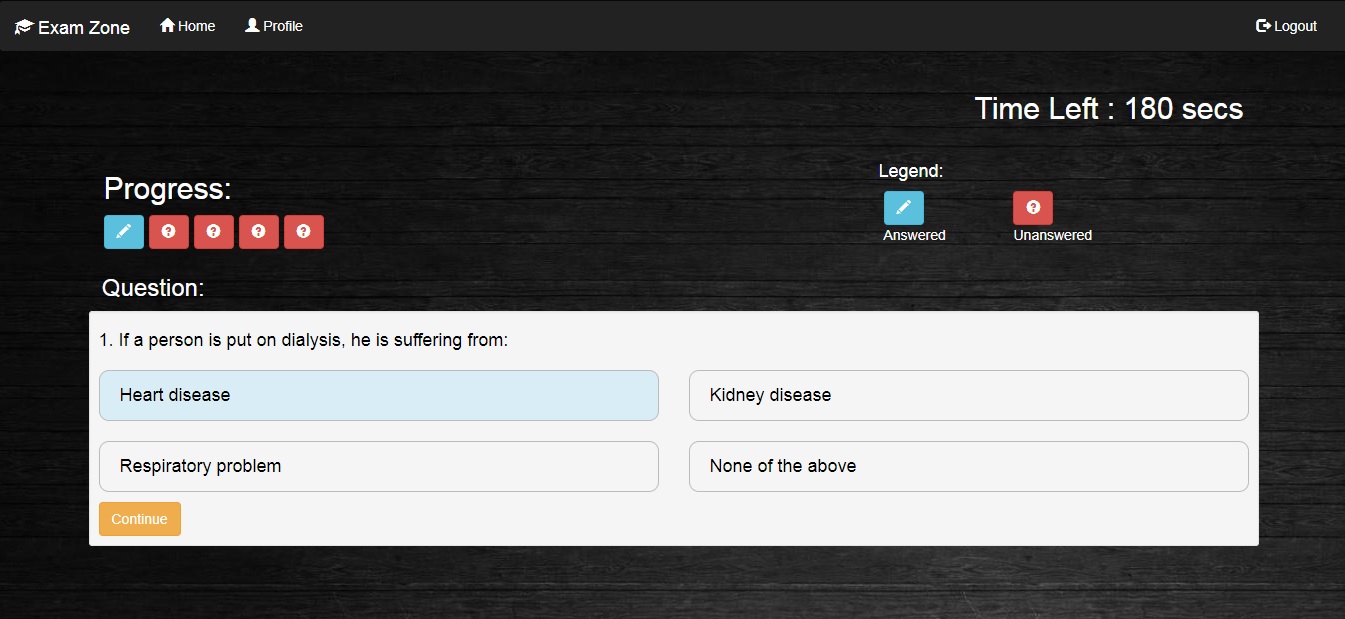 Exam Zone Home Profile Logout
Time Left : 180 secs
Legend:
Progress:
Answered Unanswered
Question:
1. If a person is put on dialysis, he is suffering from:
Heart disease Kidney disease
Respiratory problem None of the above
Continue